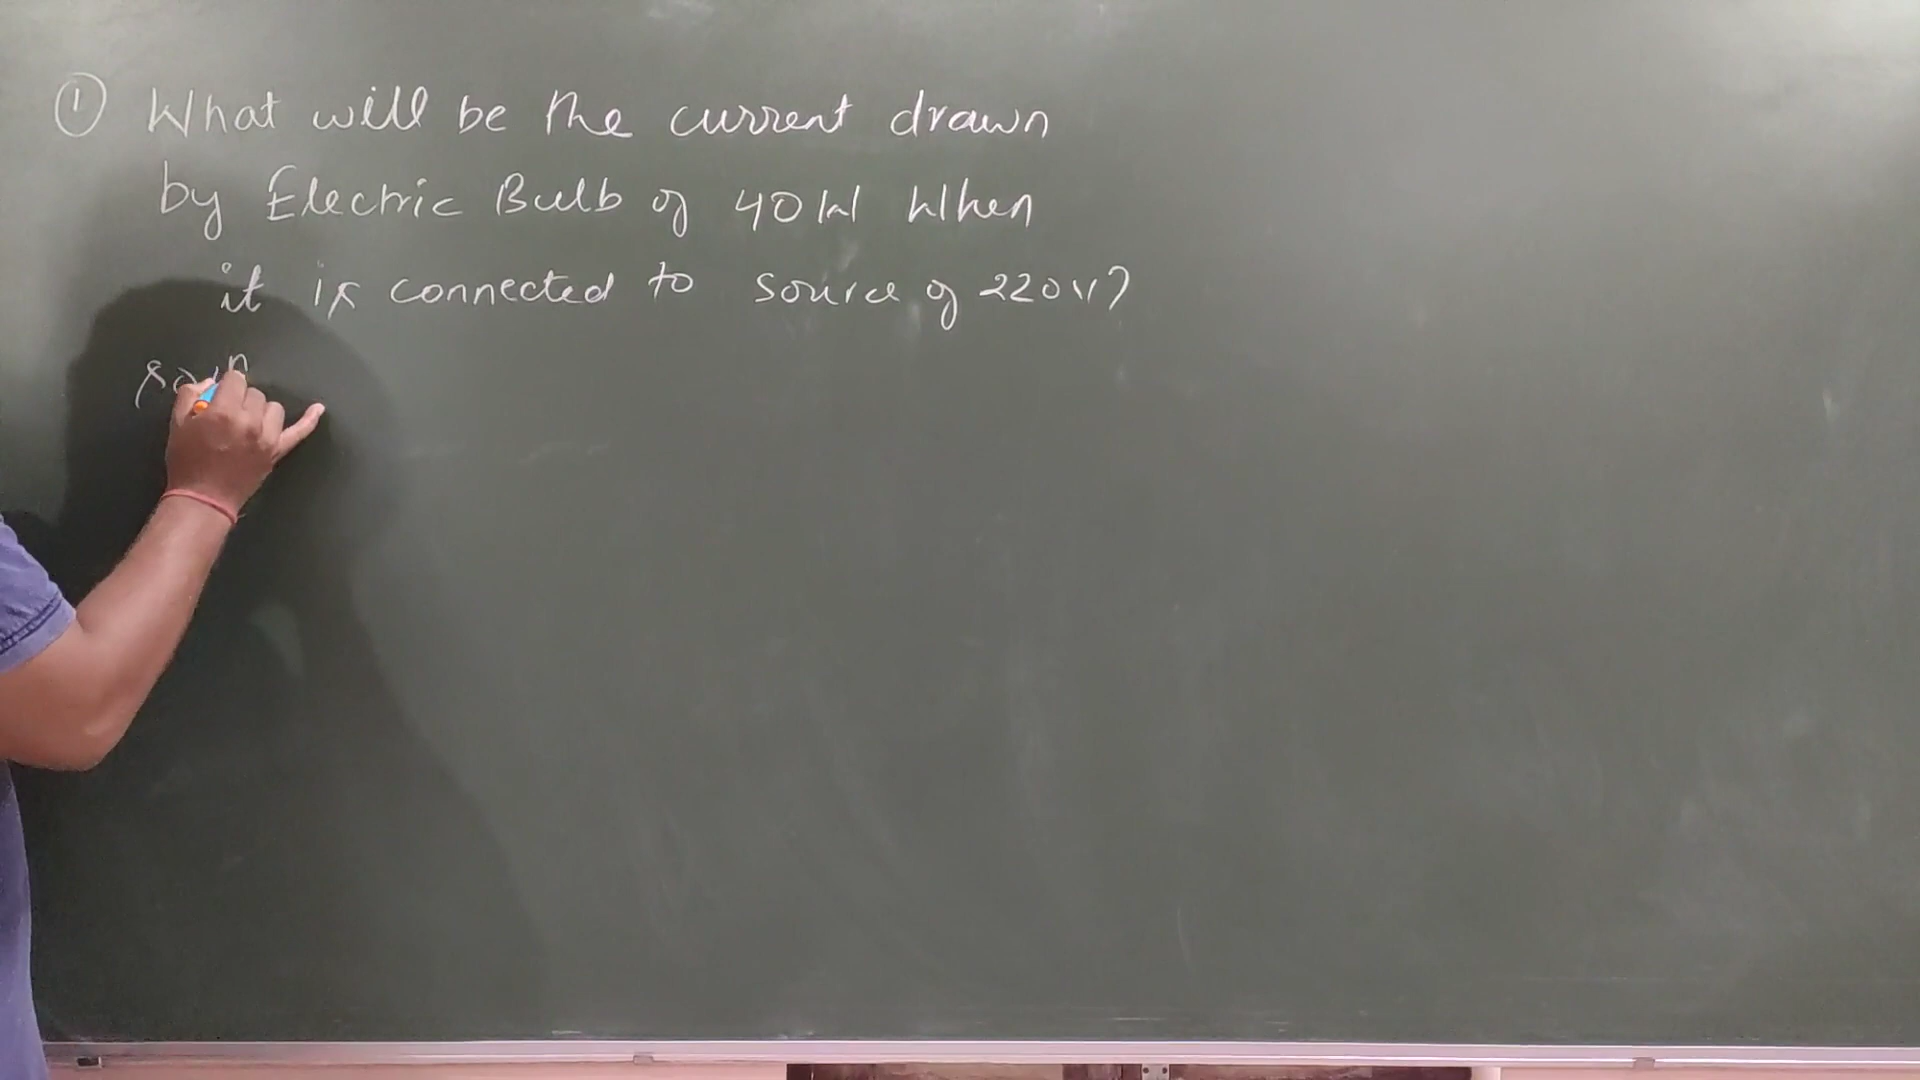 ① What will be the current drawn
by Electric Bulb of 40W When
it is connected to source of 220V?